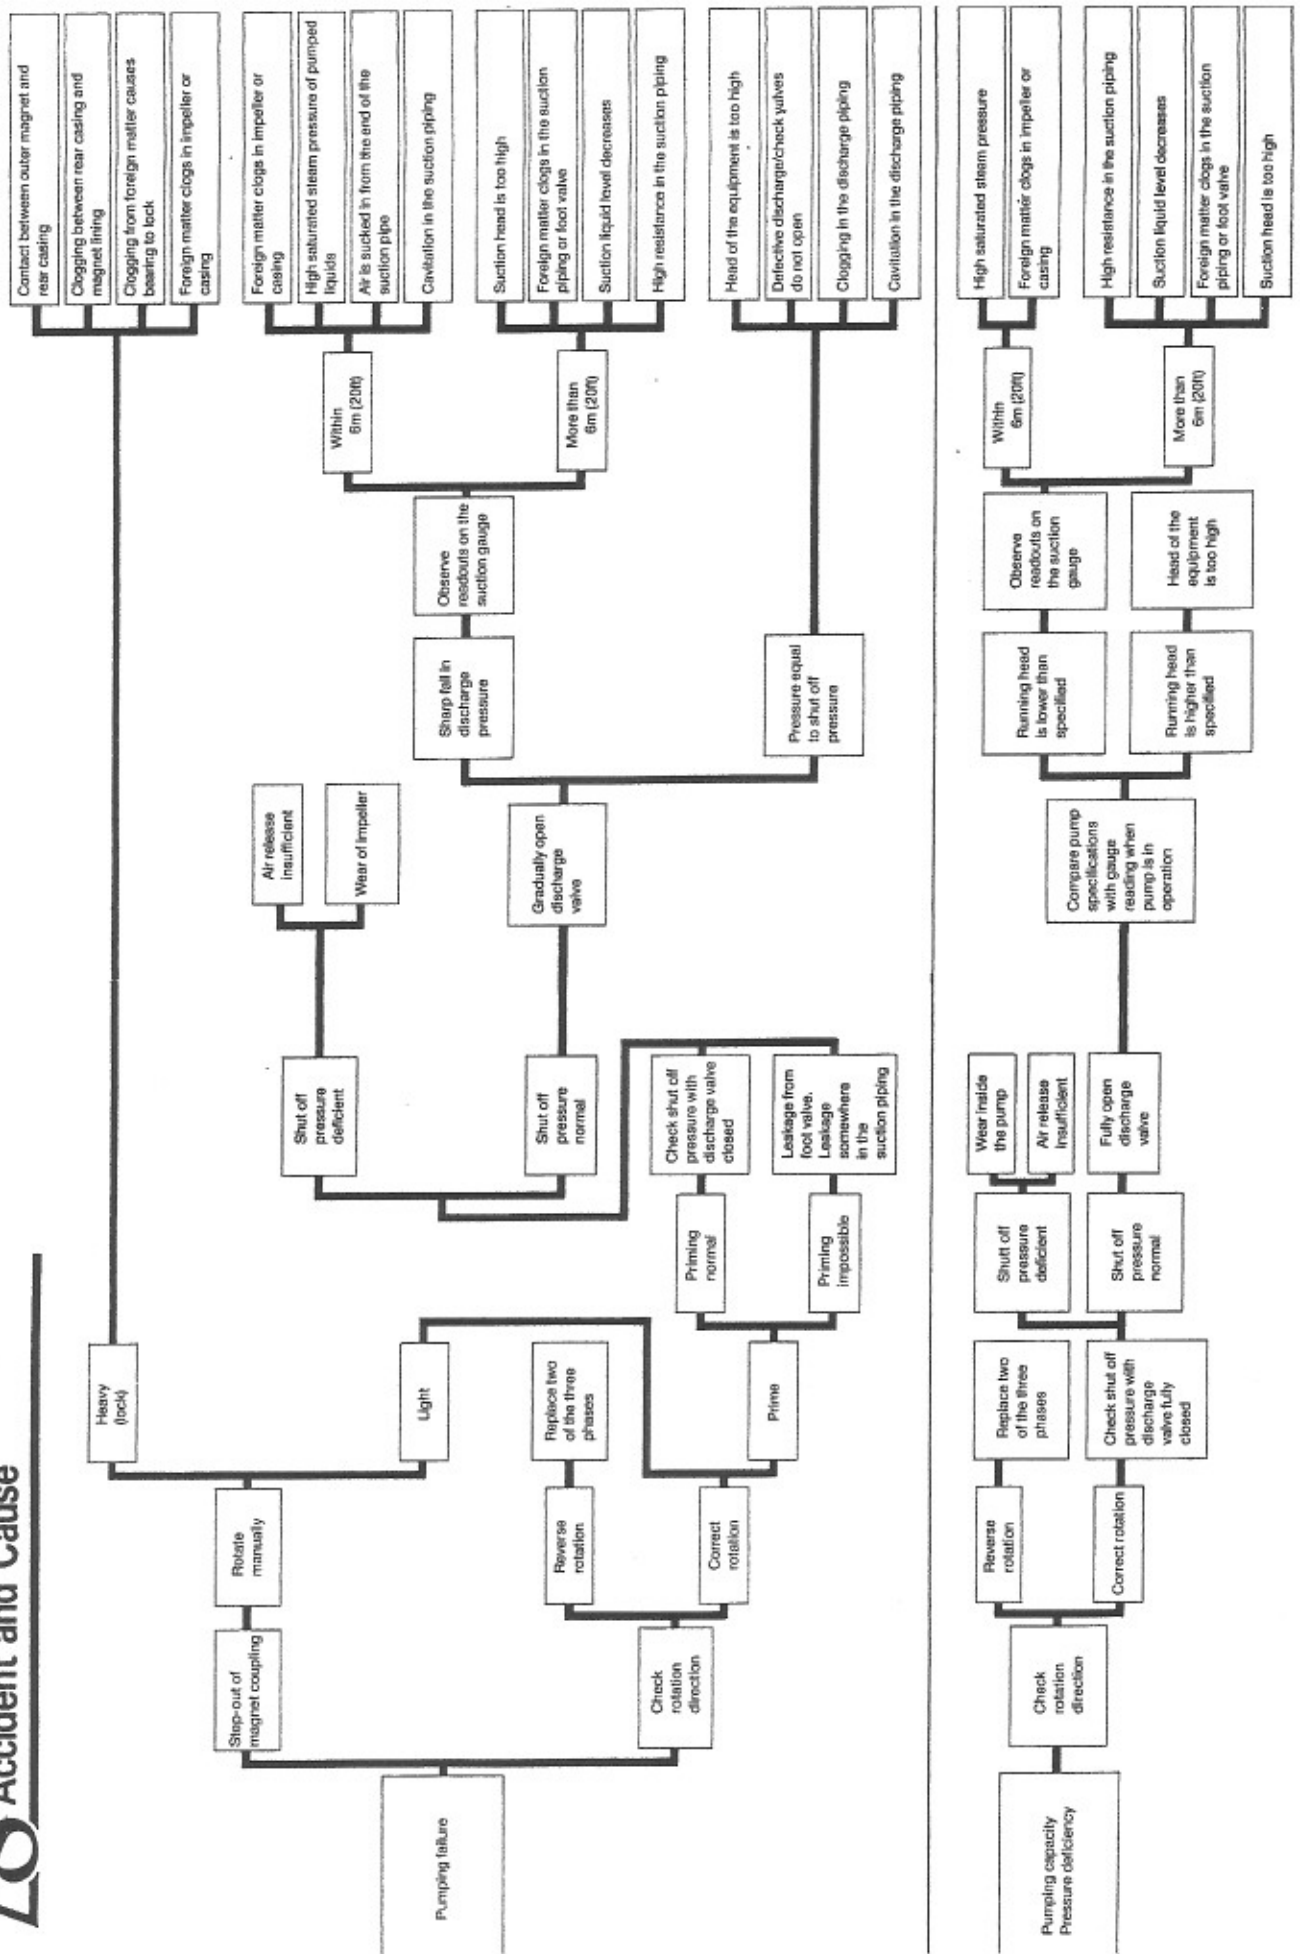 8 Accident and Cause
Pumping failure
Step-out of
magnet coupling
Rotate
manually
Heavy
(lock)
Contact between outer magnet and
rear casing
Clogging between rear casing and
magnet lining
Clogging from foreign matter causes
bearing to lock
Foreign matter clogs in impeller or
casing
Light
Check
rotation
direction
Reverse
rotation
Replace two
of the three
phases
Correct
rotation
Prime
Priming
normal
Check shut off
pressure with
discharge valve
closed
Priming
impossible
Leakage from
foot valve.
Leakage
somewhere
in the
suction piping
Shut off
pressure
deficient
Air release
insufficient
Wear of impeller
Shut off
pressure
normal
Gradually open
discharge
valve
Sharp fall in
discharge
pressure
Observe
readouts on the
suction gauge
Within
6m (20ft)
Foreign matter clogs in impeller or
casing
High saturated steam pressure of pumped
liquids
Air is sucked in from the end of the
suction pipe
Cavitation in the suction piping
More than
6m (20ft)
Suction head is too high
Foreign matter clogs in the suction
piping or foot valve
Suction liquid level decreases
High resistance in the suction piping
Pressure equal
to shut off
pressure
Head of the equipment is too high
Defective discharge/check valves
do not open
Clogging in the discharge piping
Cavitation in the discharge piping
Pumping capacity
Pressure deficiency
Check
rotation
direction
Reverse
rotation
Replace two
of the three
phases
Correct rotation
Check shut off
pressure with
discharge
valve fully
closed
Shutt off
pressure
deficient
Wear inside
the pump
Air release
insufficient
Shut off
pressure
normal
Fully open
discharge
valve
Compare pump
specifications
with gauge
reading when
pump is in
operation
Running head
is lower than
specified
Observe
readouts on
the suction
gauge
Within
6m (20ft)
High saturated steam pressure
Foreign matter clogs in impeller or
casing
More than
6m (20ft)
High resistance in the suction piping
Suction liquid level decreases
Foreign matter clogs in the suction
piping or foot valve
Suction head is too high
Running head
is higher than
specified
Head of the
equipment
is too high